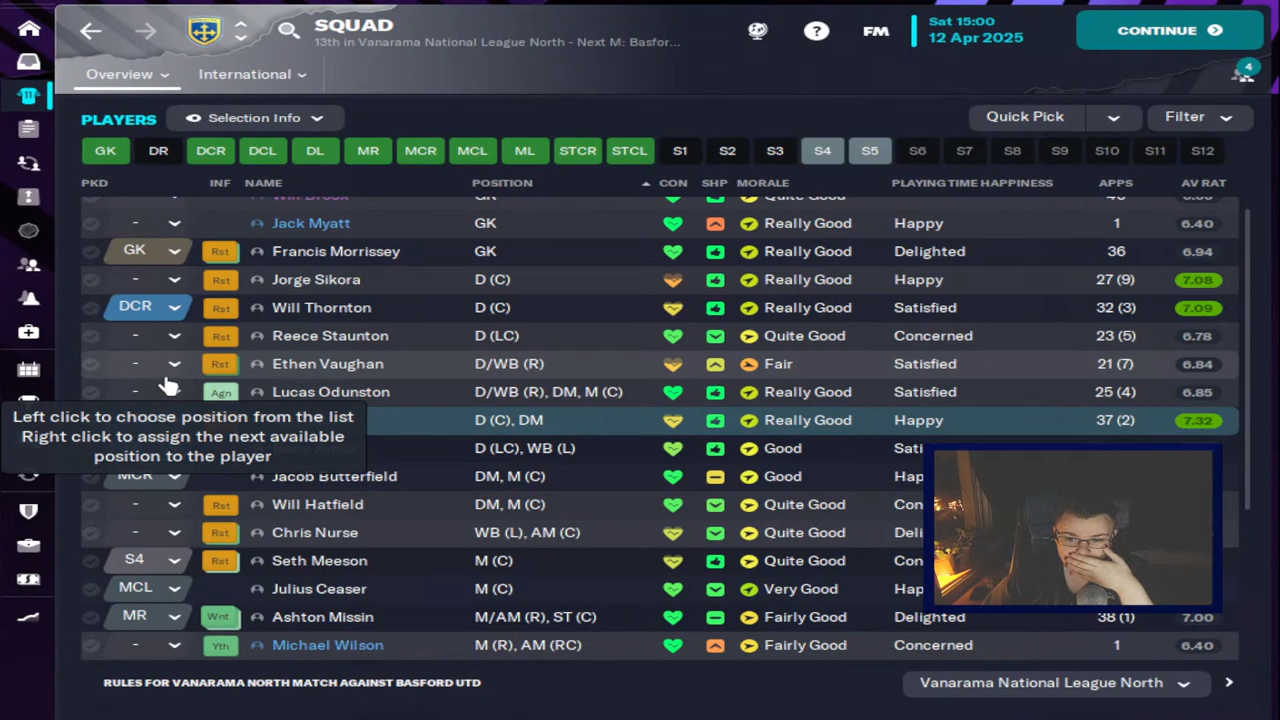 SQUAD
13th in Vanarama National League North - Next M: Basfor...
FM
Sat 15:00
12 Apr 2025
CONTINUE
Overview
International
4
PLAYERS
Selection Info
Quick Pick
Filter
GK DR DCR DCL DL MR MCR MCL ML STCR STCL S1 S2 S3 S4 S5 S6 S7 S8 S9 S10 S11 S12
PKD INF NAME POSITION CON SHP MORALE PLAYING TIME HAPPINESS APPS AV RAT
- Jack Myatt GK Really Good Happy 1 6.40
GK Rst Francis Morrissey GK Really Good Delighted 36 6.94
- Rst Jorge Sikora D (C) Really Good Happy 27 (9) 7.08
DCR Rst Will Thornton D (C) Really Good Satisfied 32 (3) 7.09
- Rst Reece Staunton D (LC) Quite Good Concerned 23 (5) 6.78
- Rst Ethen Vaughan D/WB (R) Fair Satisfied 21 (7) 6.84
- Agn Lucas Odunston D/WB (R), DM, M (C) Really Good Satisfied 25 (4) 6.85
Left click to choose position from the list
Right click to assign the next available
position to the player
D (C), DM Really Good Happy 37 (2) 7.32
D (LC), WB (L) Good Sati
MCR Jacob Butterfield DM, M (C) Good Hap
- Rst Will Hatfield DM, M (C) Quite Good Con
- Rst Chris Nurse WB (L), AM (C) Quite Good Deli
S4 Rst Seth Meeson M (C) Quite Good Con
MCL Julius Ceaser M (C) Very Good Hap
MR Wnt Ashton Missin M/AM (R), ST (C) Fairly Good Delighted 38 (1) 7.00
- Yth Michael Wilson M (R), AM (RC) Fairly Good Concerned 1 6.40
RULES FOR VANARAMA NORTH MATCH AGAINST BASFORD UTD
Vanarama National League North